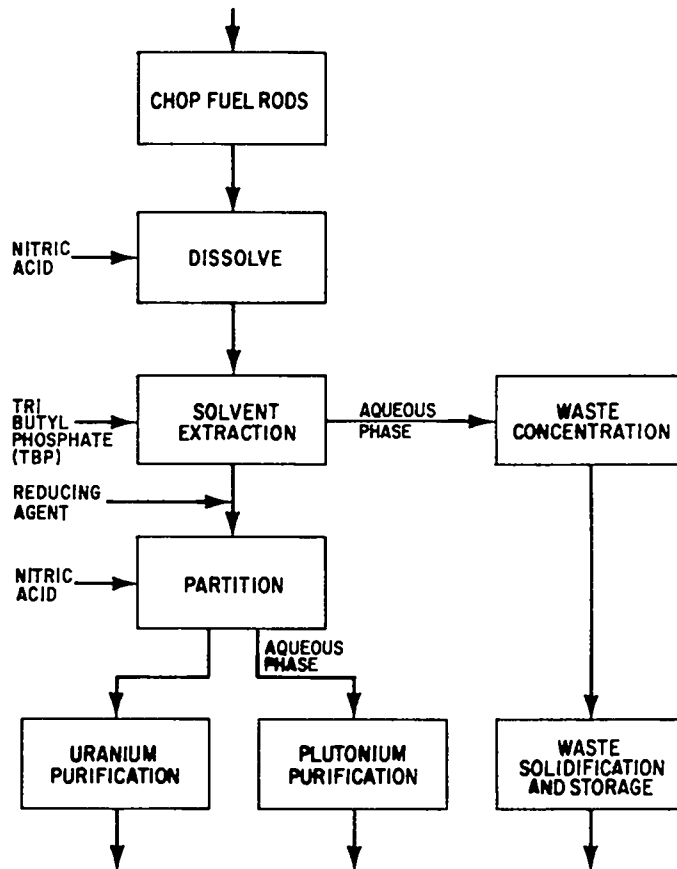 CHOP FUEL RODS
NITRIC
ACID
DISSOLVE
TRI
BUTYL
PHOSPHATE
(TBP)
SOLVENT
EXTRACTION
AQUEOUS
PHASE
WASTE
CONCENTRATION
REDUCING
AGENT
NITRIC
ACID
PARTITION
AQUEOUS
PHASE
URANIUM
PURIFICATION
PLUTONIUM
PURIFICATION
WASTE
SOLIDIFICATION
AND STORAGE